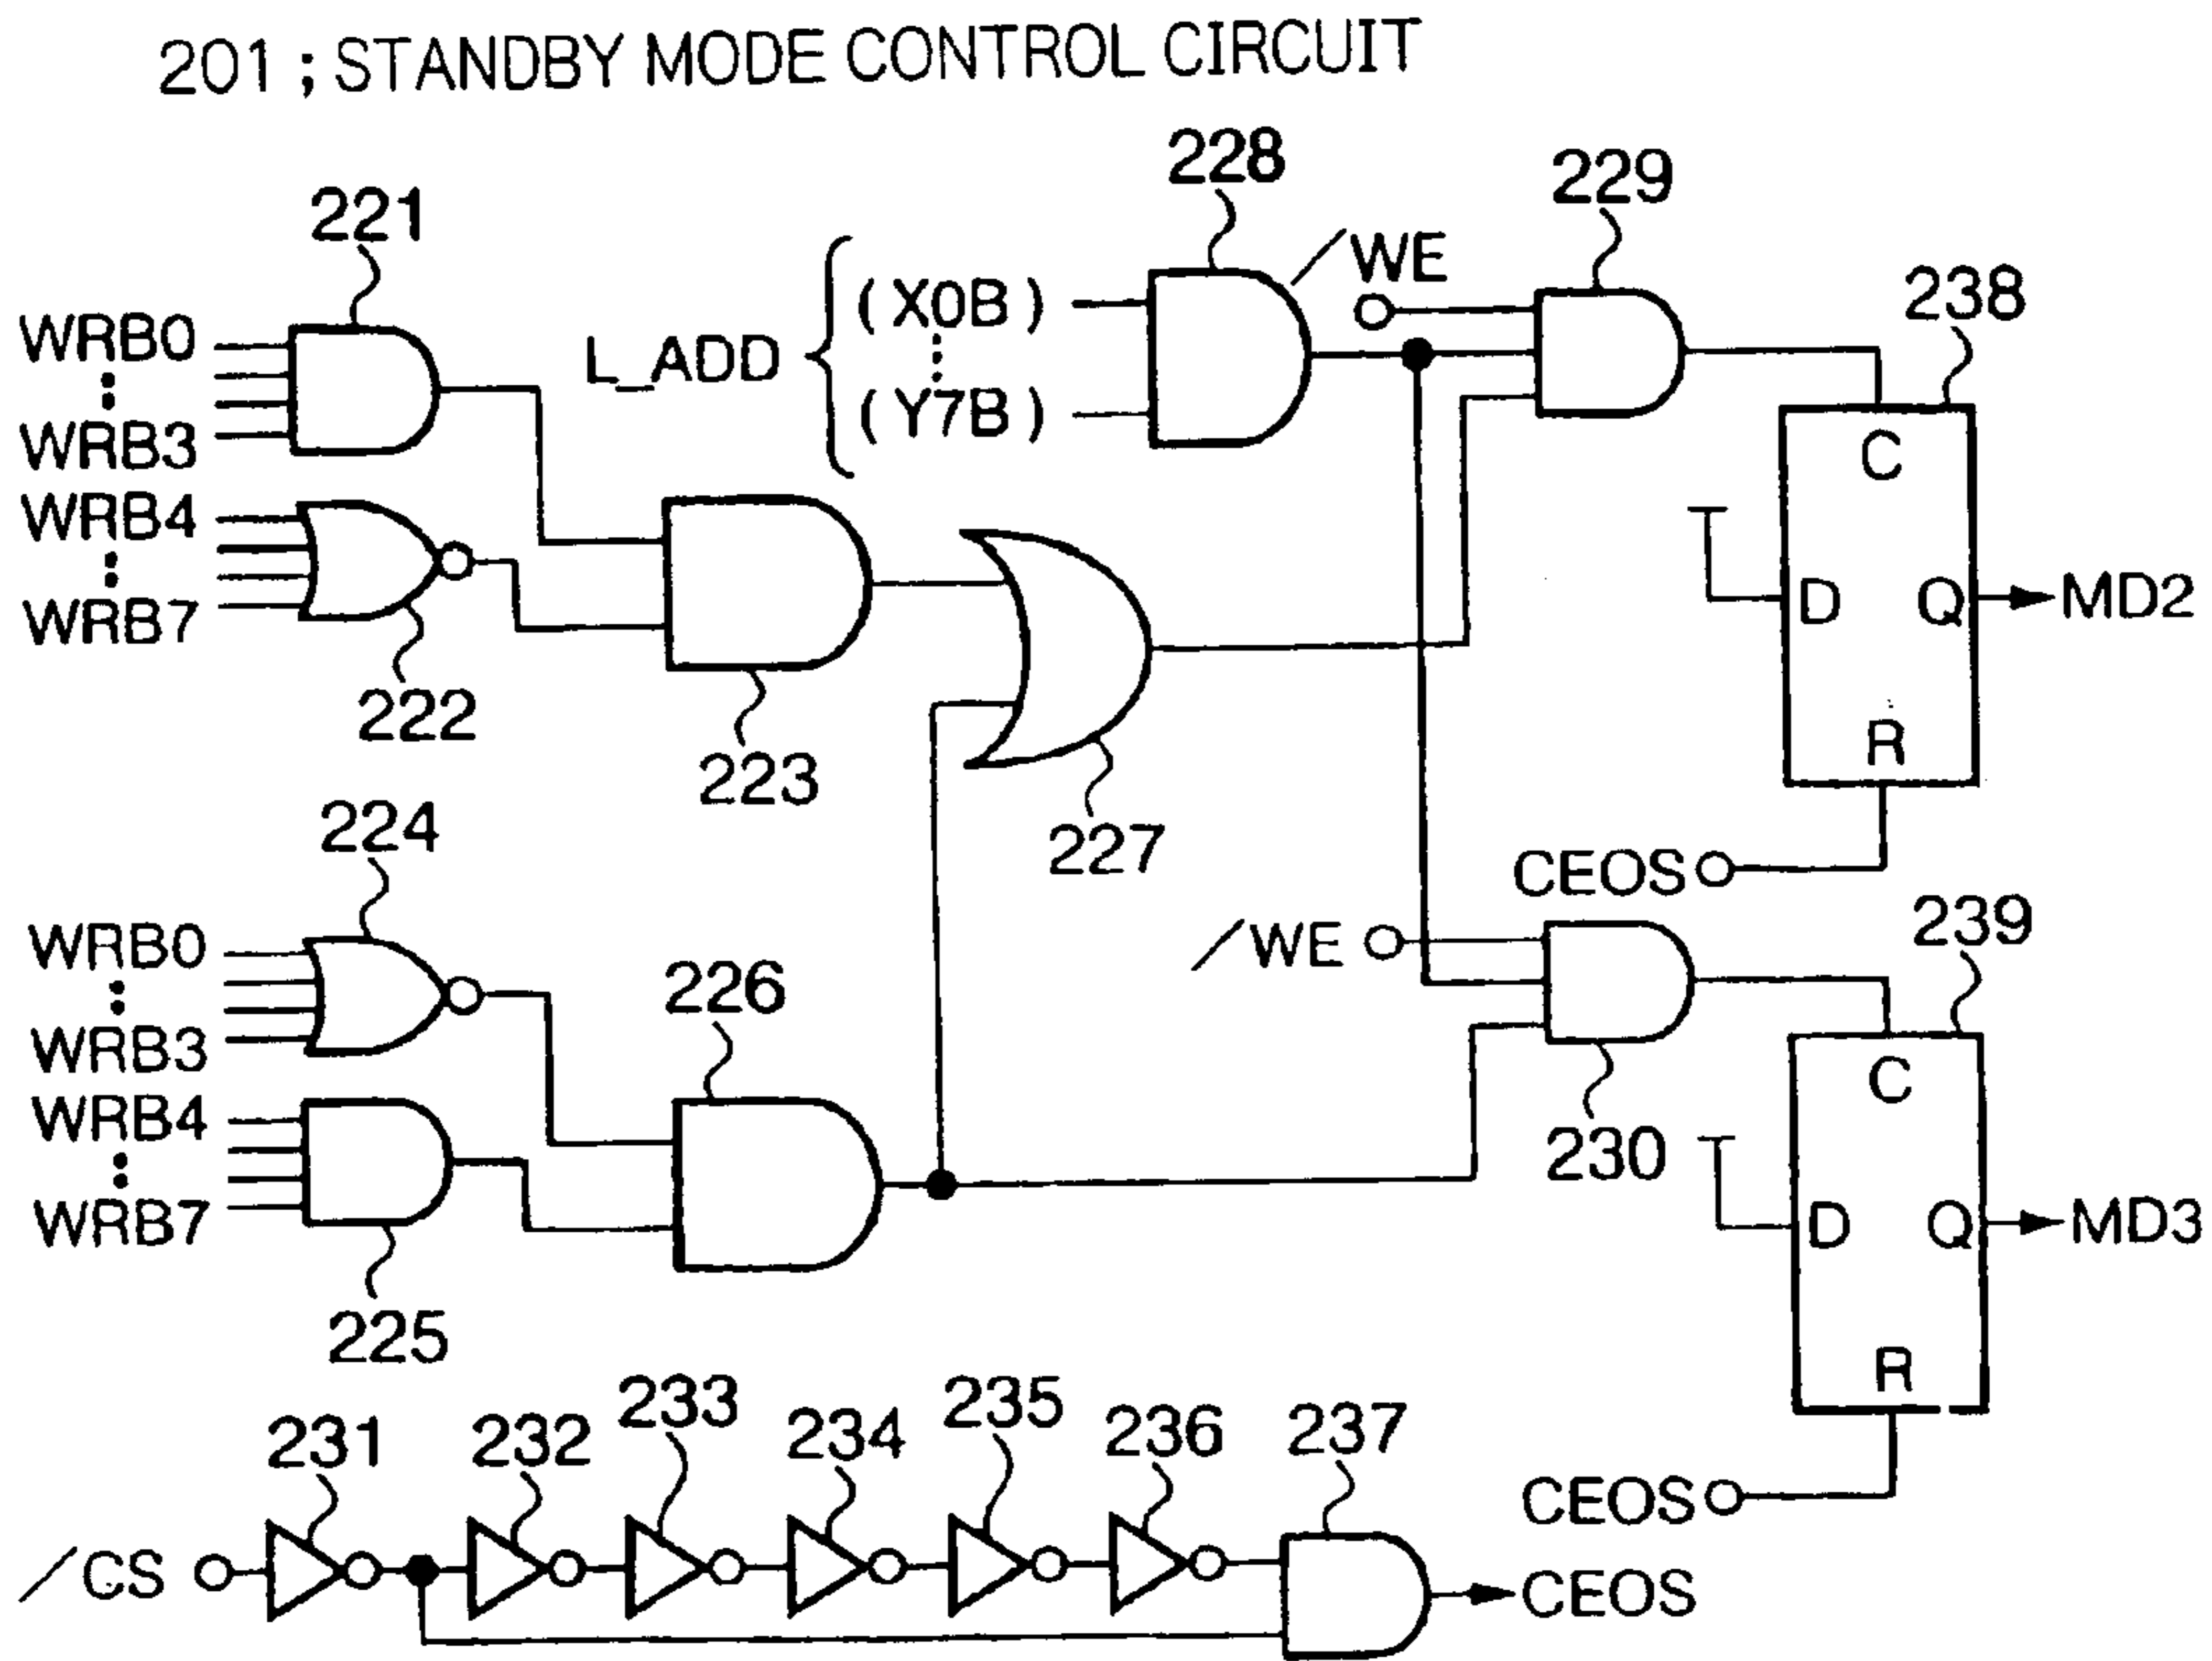 201 ; STANDBY MODE CONTROL CIRCUIT
228
229
221
/WE
238
WRB0
L_ADD
(X0B)
(Y7B)
WRB3
C
WRB4
WRB7
D
Q
MD2
222
223
R
224
227
CEOS
239
WRB0
226
/WE
WRB3
C
WRB4
230
WRB7
D
Q
MD3
225
R
231
232
233
234
235
236
237
CEOS
/CS
CEOS